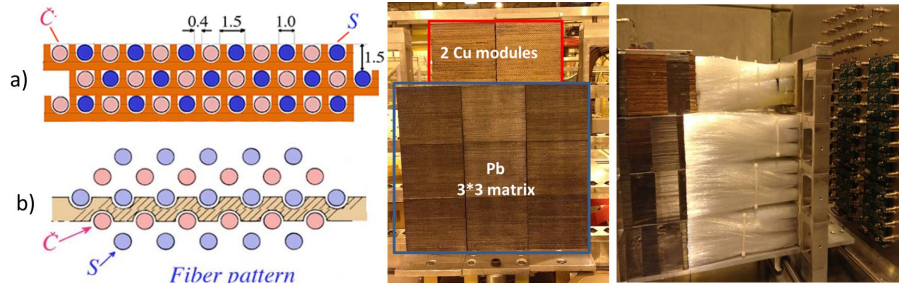 a)
Č
0.4
1.5
1.0
S
1.5
b)
Č
S
Fiber pattern
2 Cu modules
Pb
3*3 matrix